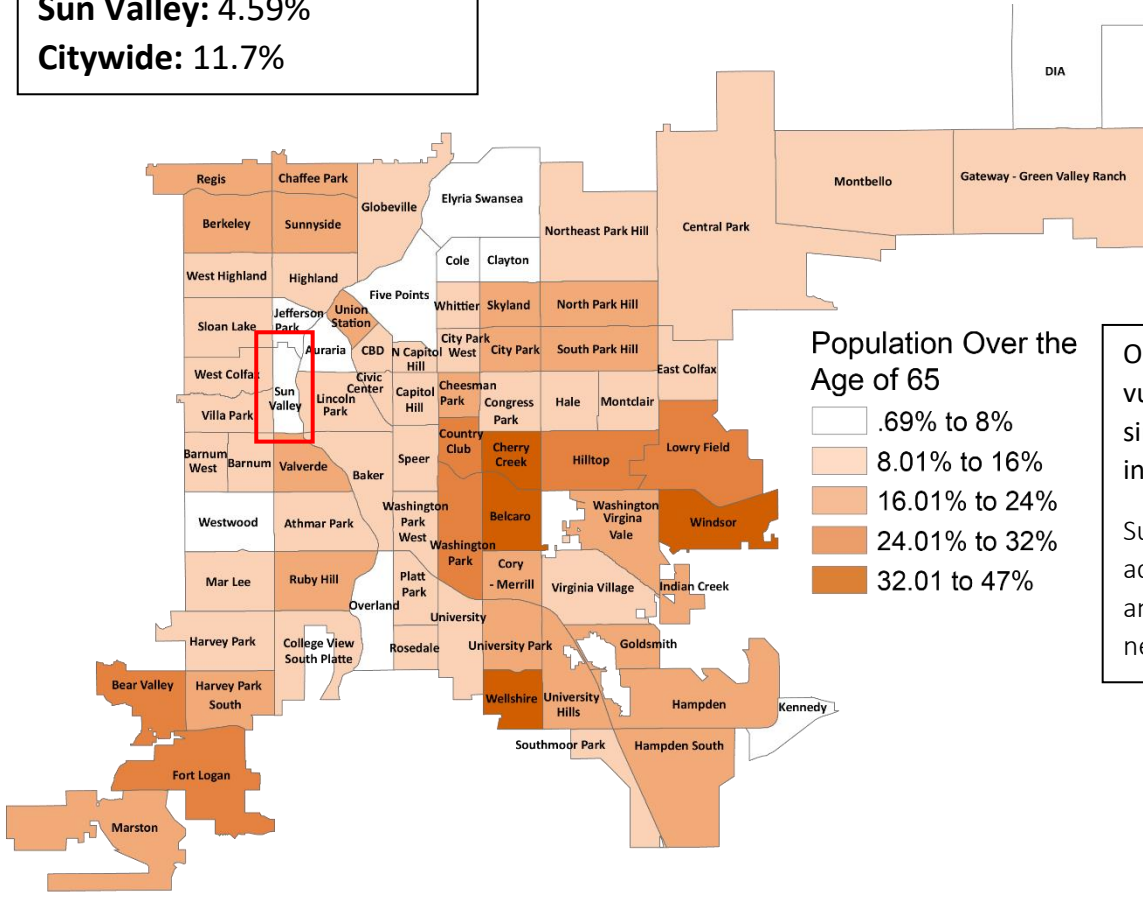 Sun Valley: 4.59%
Citywide: 11.7%
DIA
Regis
Chaffee Park
Globeville
Elyria Swansea
Montbello
Gateway - Green Valley Ranch
Berkeley
Sunnyside
Northeast Park Hill
Central Park
Cole
Clayton
West Highland
Highland
Five Points
Whittier
Skyland
North Park Hill
Sloan Lake
Jefferson
Park
Union
Station
Auraria
CBD
N Capitol
Hill
City Park
West
City Park
South Park Hill
East Colfax
West Colfax
Sun
Valley
Civic
Center
Lincoln
Park
Capitol
Hill
Cheesman
Park
Congress
Park
Hale
Montclair
Villa Park
Barnum
West
Barnum
Valverde
Baker
Speer
Country
Club
Cherry
Creek
Hilltop
Lowry Field
Westwood
Athmar Park
Washington
Park
West
Washington
Park
Belcaro
Washington
Virgina
Vale
Windsor
Mar Lee
Ruby Hill
Overland
Platt
Park
Cory
- Merrill
Virginia Village
Indian Creek
Harvey Park
College View
South Platte
Rosedale
University
University Park
Goldsmith
Bear Valley
Harvey Park
South
Wellshire
University
Hills
Hampden
Kennedy
Southmoor Park
Hampden South
Fort Logan
Marston
Population Over the
Age of 65
.69% to 8%
8.01% to 16%
16.01% to 24%
24.01% to 32%
32.01 to 47%
O
vu
si
in
Su
ac
an
ne